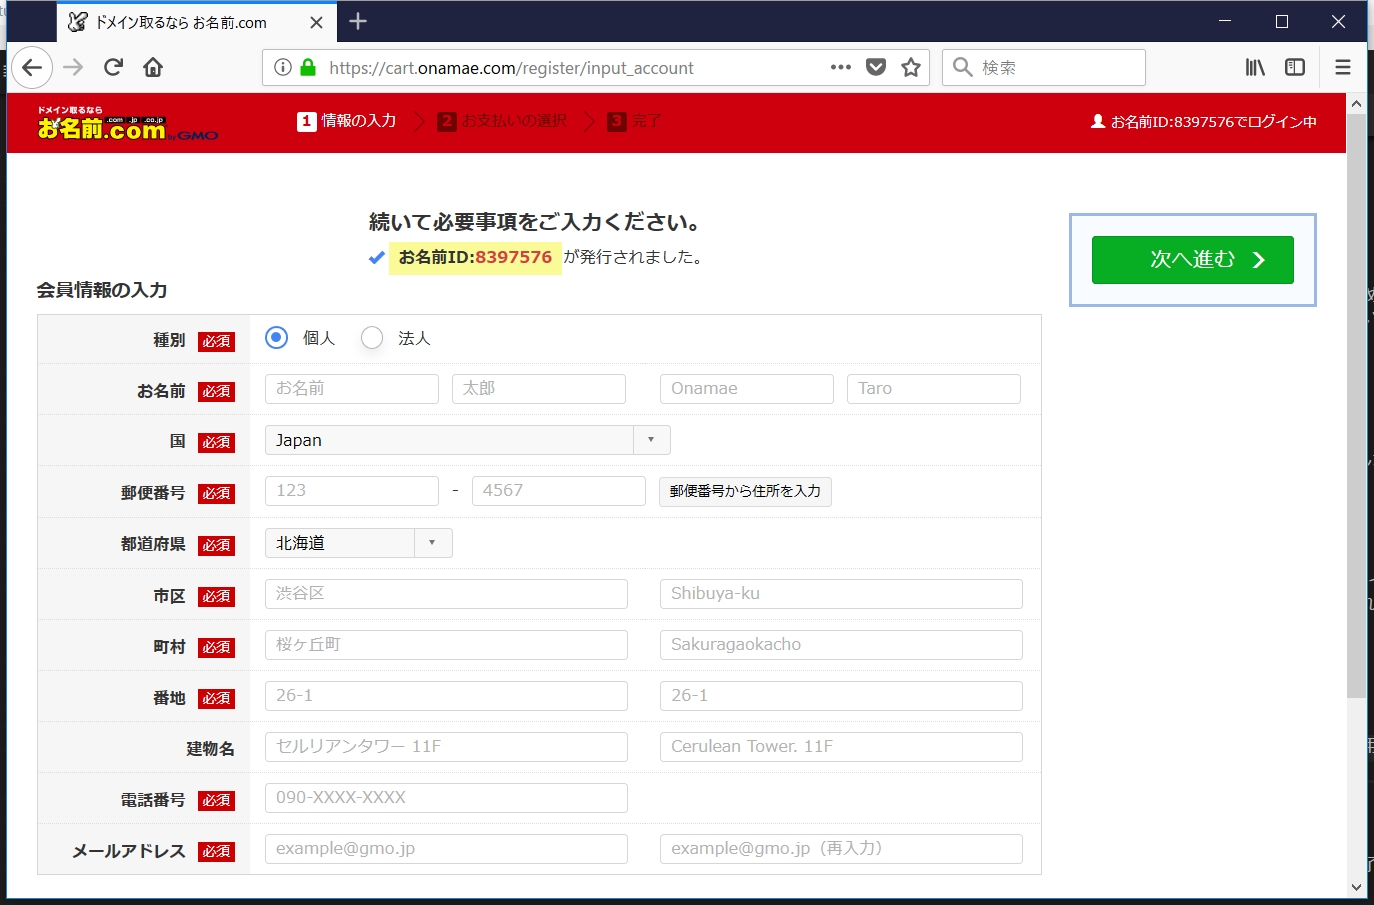 ドメイン取るなら お名前.com
https://cart.onamae.com/register/input_account
検索
ドメイン取るなら
お名前.com
.com .jp .co.jp
by GMO
1 情報の入力
2 お支払いの選択
3 完了
お名前ID:8397576でログイン中
続いて必要事項をご入力ください。
お名前ID:8397576 が発行されました。
次へ進む
会員情報の入力
種別 必須 個人 法人
お名前 必須 お名前 太郎 Onamae Taro
国 必須 Japan
郵便番号 必須 123 - 4567 郵便番号から住所を入力
都道府県 必須 北海道
市区 必須 渋谷区 Shibuya-ku
町村 必須 桜ヶ丘町 Sakuragaokacho
番地 必須 26-1 26-1
建物名 セルリアンタワー 11F Cerulean Tower. 11F
電話番号 必須 090-XXXX-XXXX
メールアドレス 必須 example@gmo.jp example@gmo.jp（再入力）